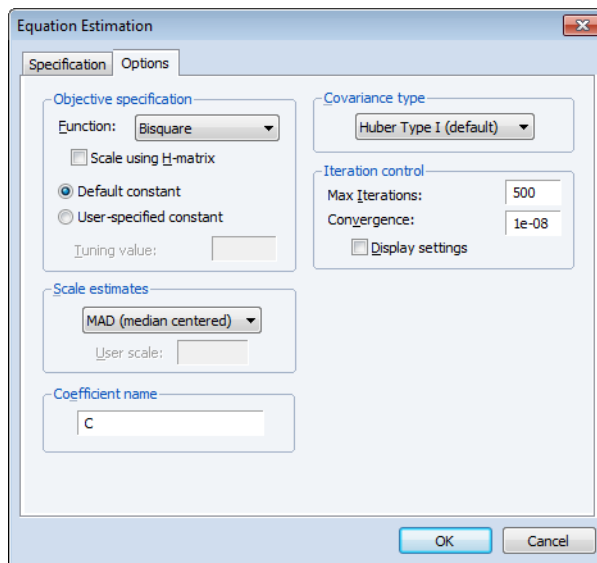 Equation Estimation
Specification
Options
Objective specification
Function:
Bisquare
Scale using H-matrix
Default constant
User-specified constant
Tuning value:
Scale estimates
MAD (median centered)
User scale:
Coefficient name
C
Covariance type
Huber Type I (default)
Iteration control
Max Iterations:
500
Convergence:
1e-08
Display settings
OK
Cancel